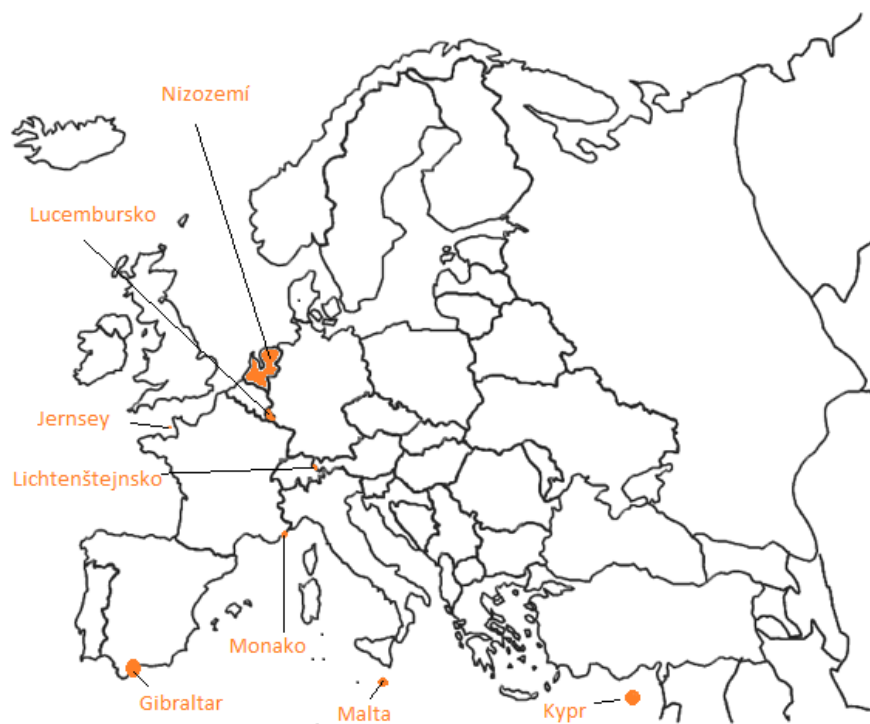 Nizozemí
Lucembursko
Jernsey
Lichtenštejnsko
Monako
Gibraltar
Malta
Kypr